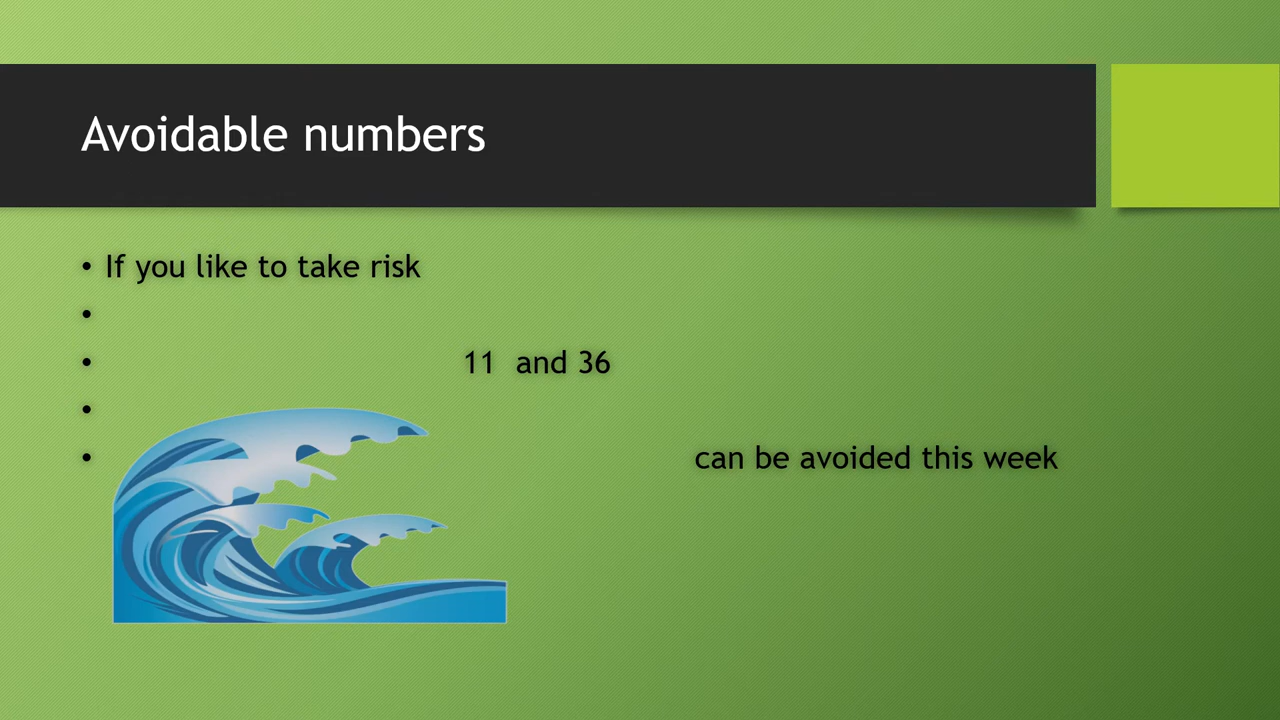 Avoidable numbers
• If you like to take risk
•
• 11 and 36
•
• can be avoided this week